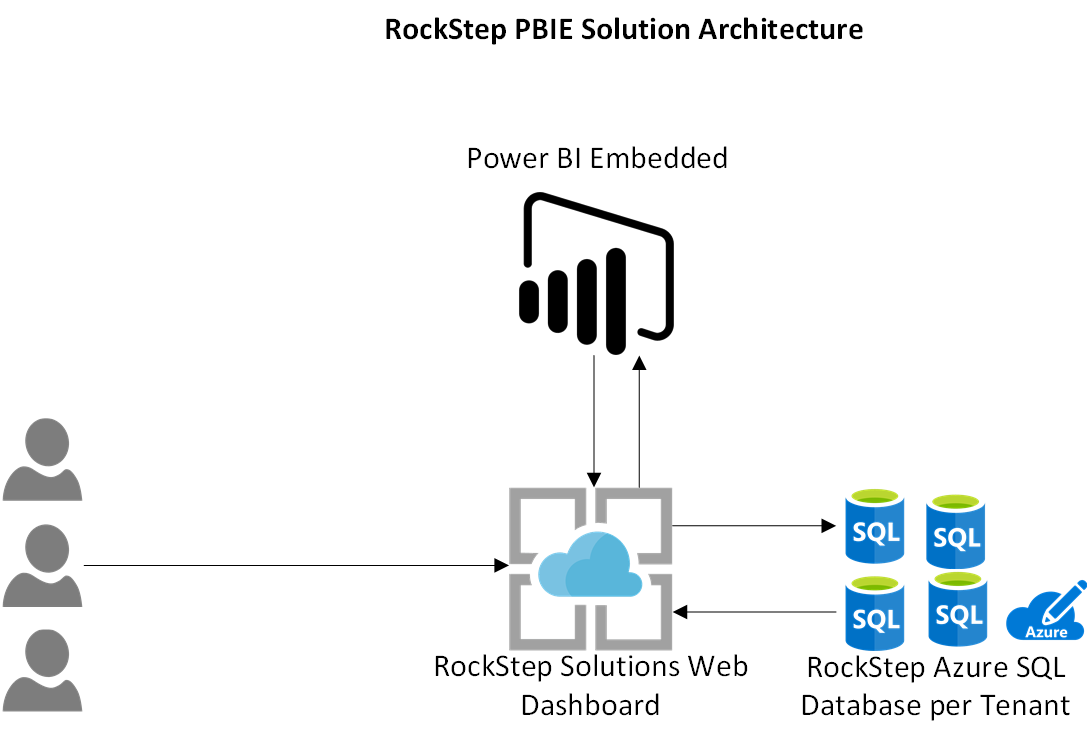 RockStep PBIE Solution Architecture
Power BI Embedded
SQL
SQL
SQL
SQL
Azure
RockStep Solutions Web
Dashboard
RockStep Azure SQL
Database per Tenant